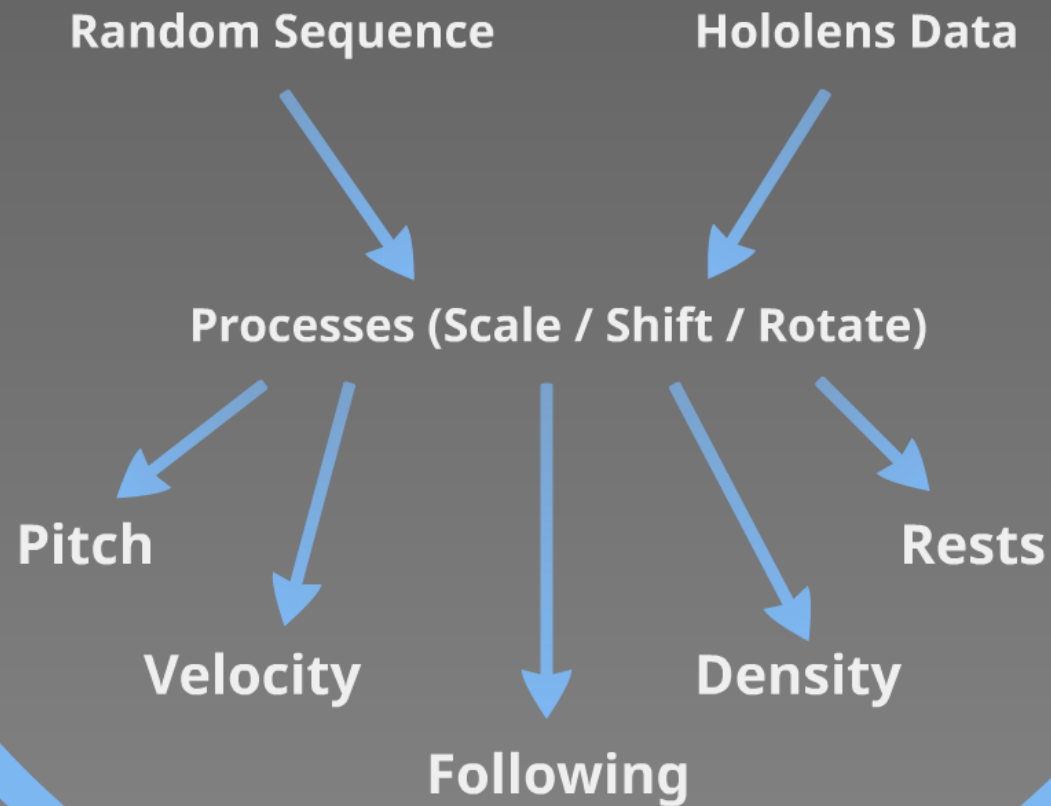 Random Sequence
Hololens Data
Processes (Scale / Shift / Rotate)
Pitch
Rests
Velocity
Density
Following